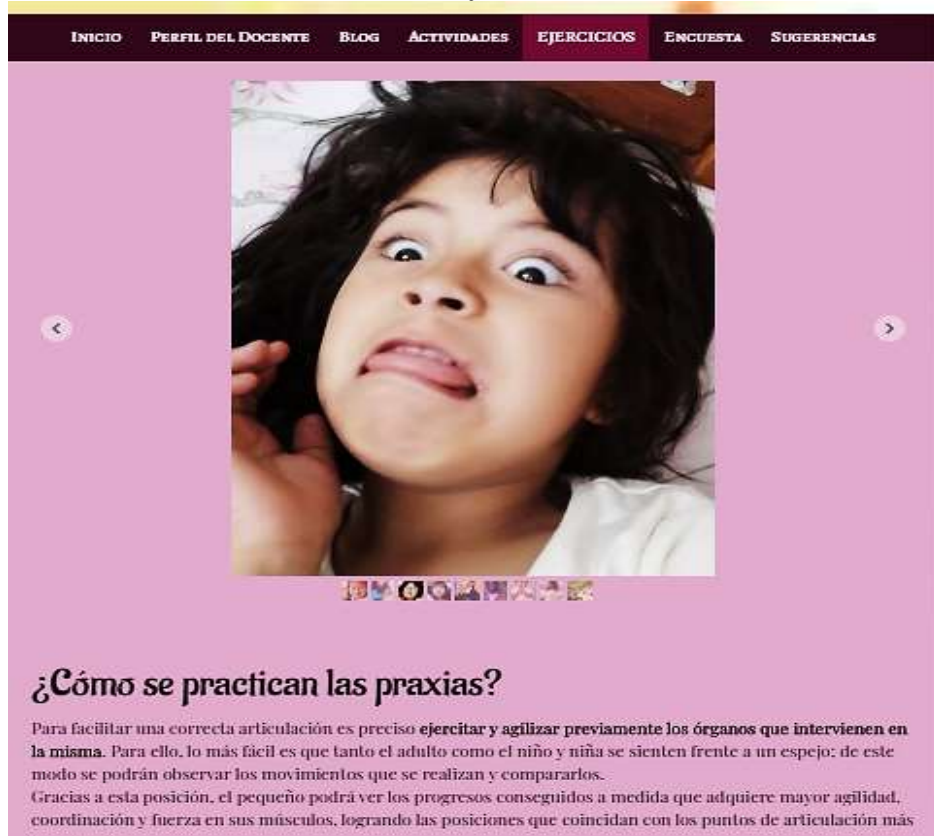 Inicio Perfil del Docente Blog Actividades EJERCICIOS Encuesta Sugerencias
¿Cómo se practican las praxias?
Para facilitar una correcta articulación es preciso ejercitar y agilizar previamente los órganos que intervienen en
la misma. Para ello, lo más fácil es que tanto el adulto como el niño y niña se sienten frente a un espejo; de este
modo se podrán observar los movimientos que se realizan y compararlos.
Gracias a esta posición, el pequeño podrá ver los progresos conseguidos a medida que adquiere mayor agilidad,
coordinación y fuerza en sus músculos, logrando las posiciones que coincidan con los puntos de articulación más